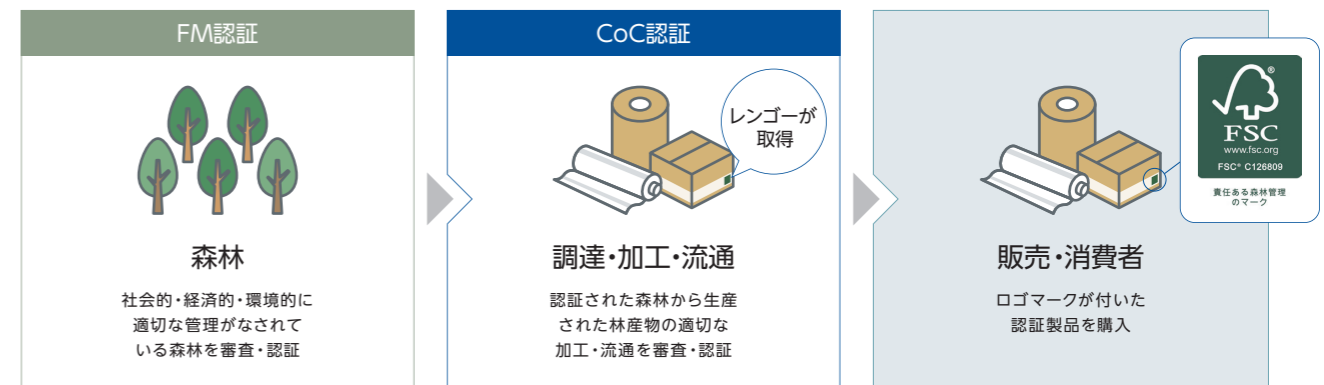 FM認証
森林
社会的・経済的・環境的に
適切な管理がなされて
いる森林を審査・認証
CoC認証
レンゴーが
取得
調達・加工・流通
認証された森林から生産
された林産物の適切な
加工・流通を審査・認証
販売・消費者
ロゴマークが付いた
認証製品を購入
®
FSC
www.fsc.org
FSC® C126809
責任ある森林管理
のマーク